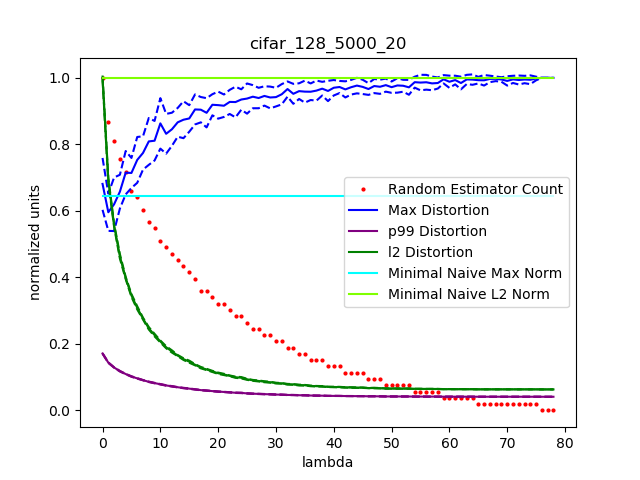 cifar_128_5000_20
normalized units
1.0
0.8
0.6
0.4
0.2
0.0
Random Estimator Count
Max Distortion
p99 Distortion
l2 Distortion
Minimal Naive Max Norm
Minimal Naive L2 Norm
0 10 20 30 40 50 60 70 80
lambda